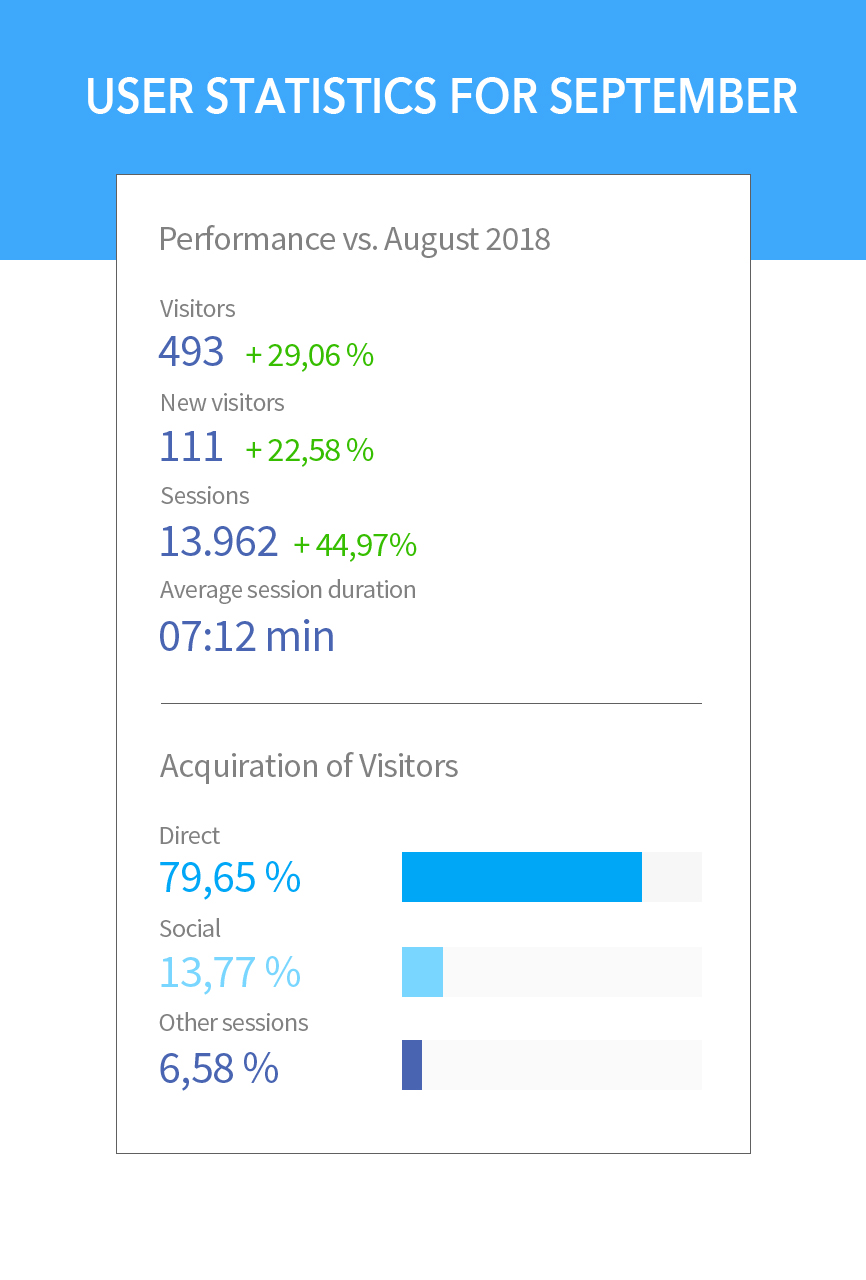 USER STATISTICS FOR SEPTEMBER
Performance vs. August 2018
Visitors
493 + 29,06 %
New visitors
111 + 22,58 %
Sessions
13.962 + 44,97%
Average session duration
07:12 min
Acquiration of Visitors
Direct
79,65 %
Social
13,77 %
Other sessions
6,58 %